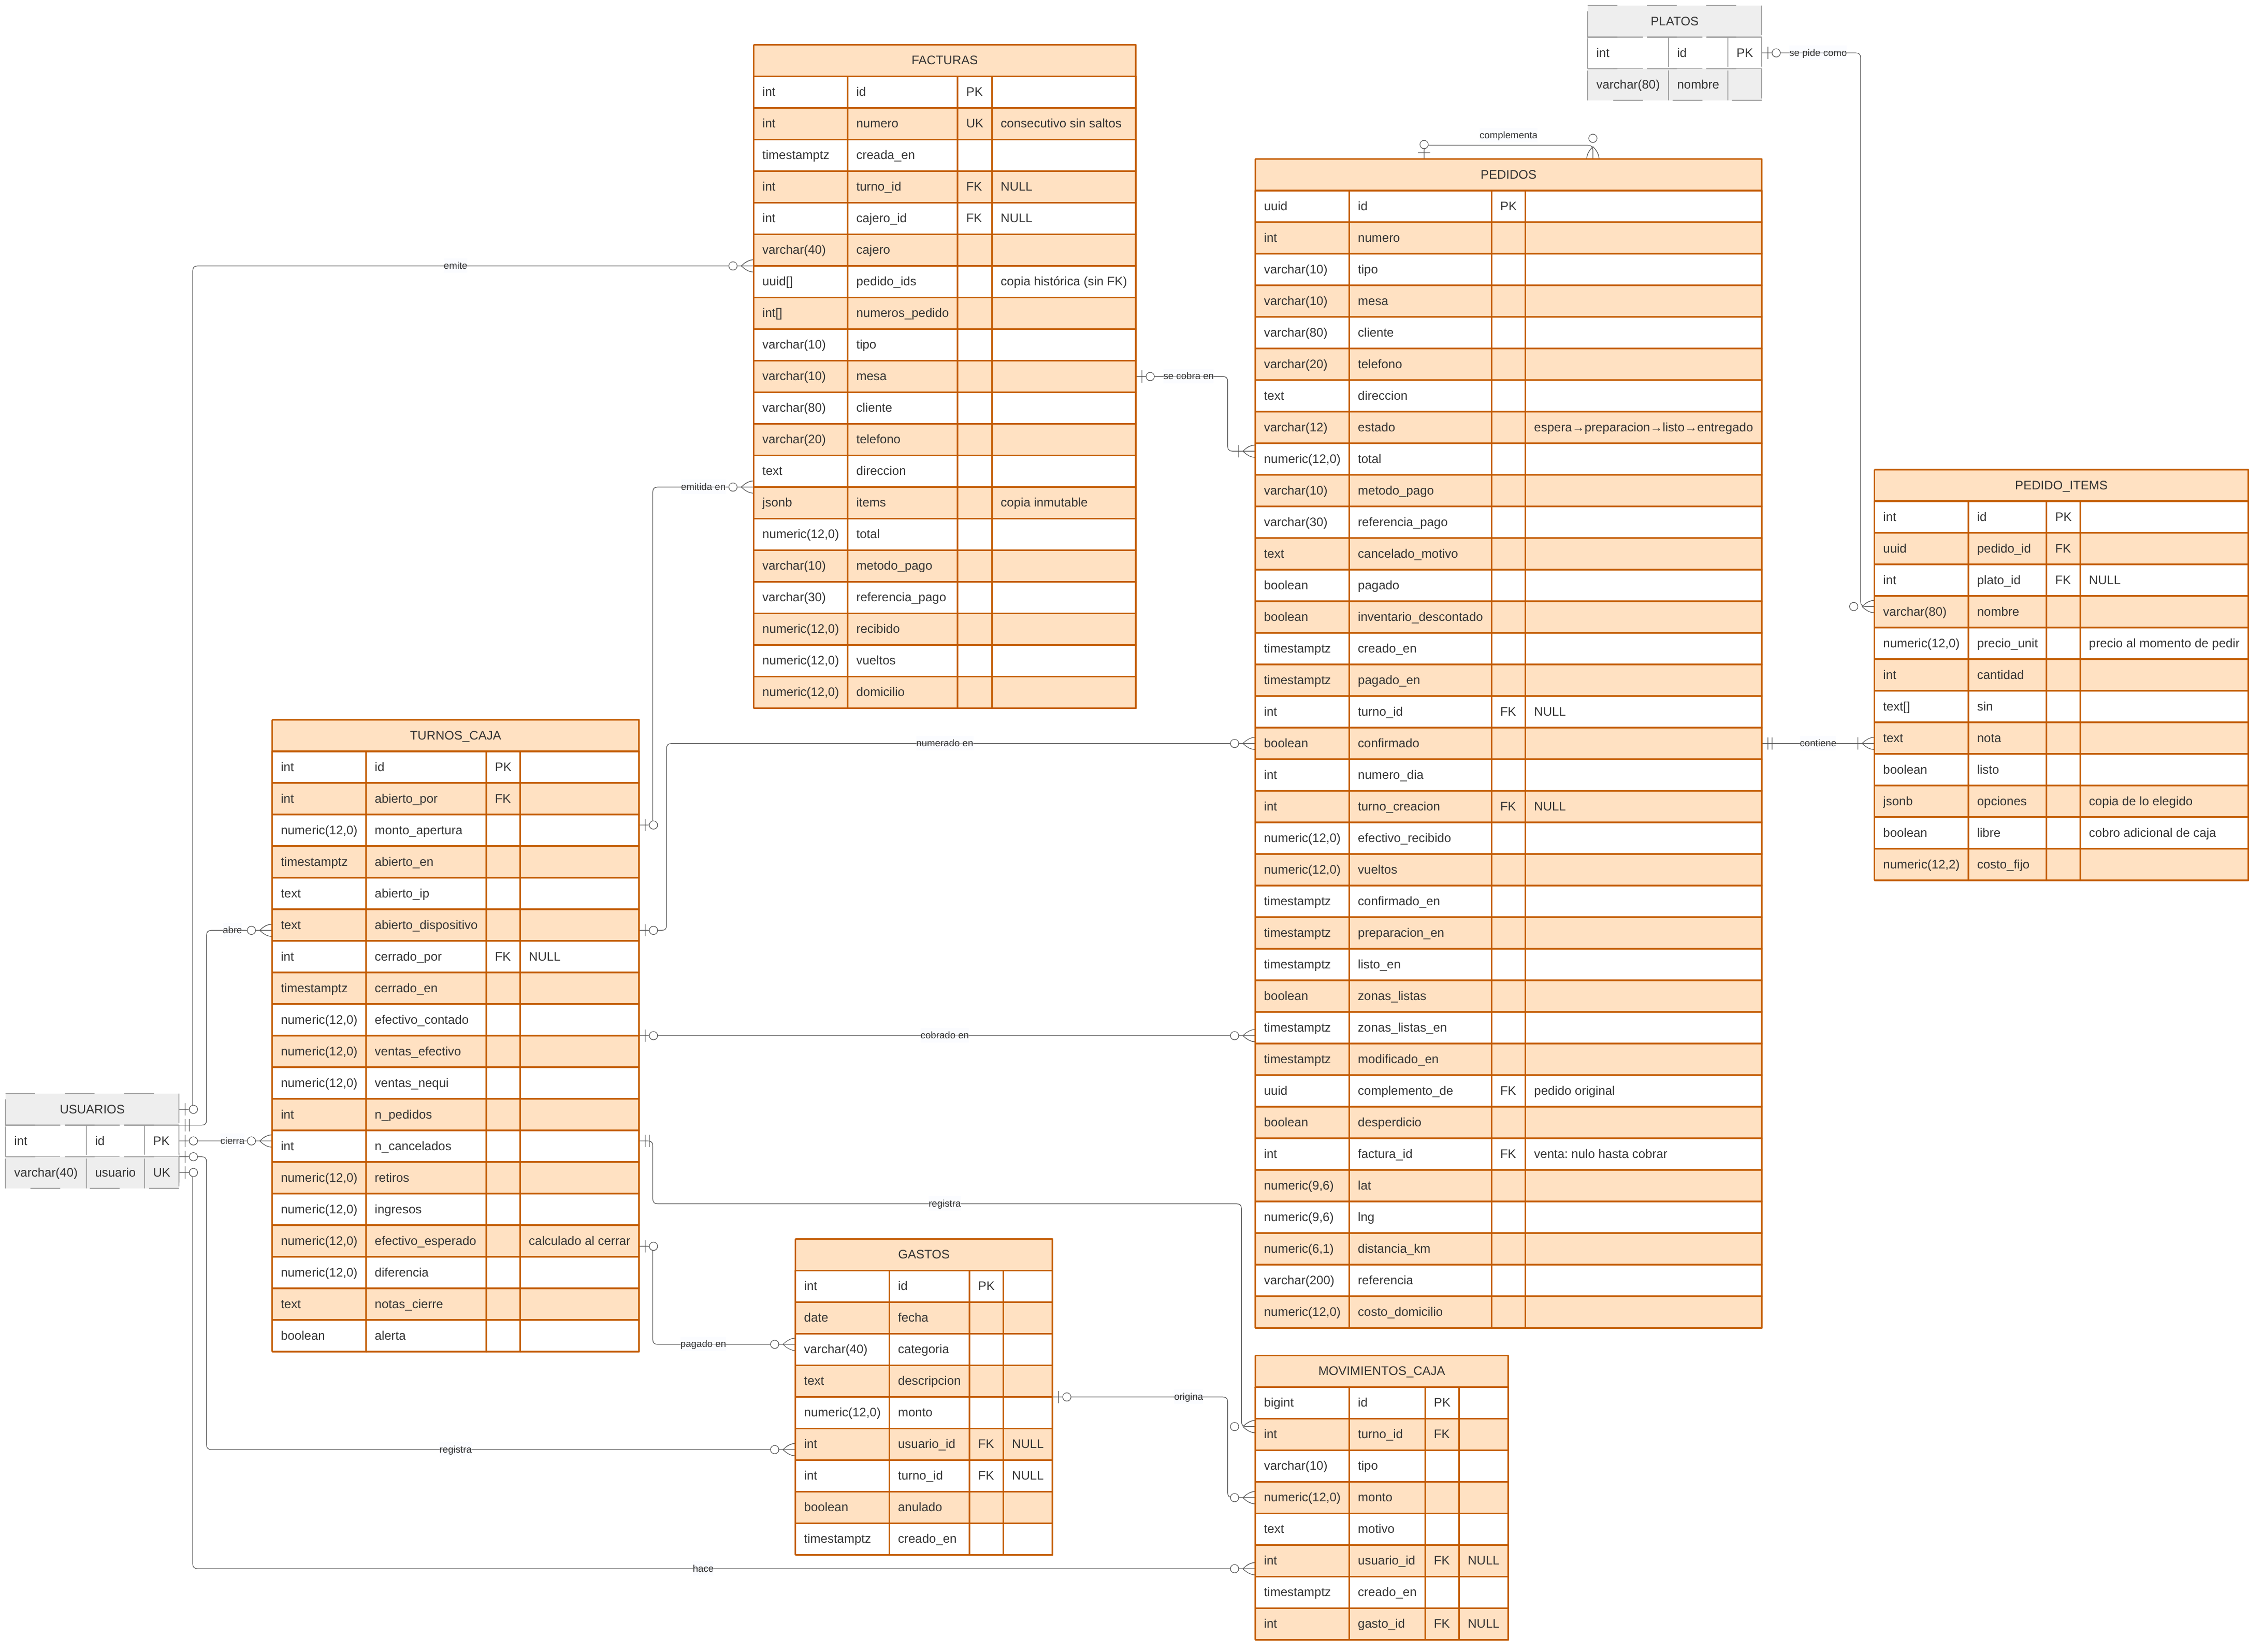 PLATOS
int id PK
varchar(80) nombre
se pide como
FACTURAS
int id PK
int numero UK consecutivo sin saltos
timestamptz creada_en
int turno_id FK NULL
int cajero_id FK NULL
varchar(40) cajero
uuid[] pedido_ids copia histórica (sin FK)
int[] numeros_pedido
varchar(10) tipo
varchar(10) mesa
varchar(80) cliente
varchar(20) telefono
text direccion
jsonb items copia inmutable
numeric(12,0) total
varchar(10) metodo_pago
varchar(30) referencia_pago
numeric(12,0) recibido
numeric(12,0) vueltos
numeric(12,0) domicilio
emite
emitida en
se cobra en
complementa
PEDIDOS
uuid id PK
int numero
varchar(10) tipo
varchar(10) mesa
varchar(80) cliente
varchar(20) telefono
text direccion
varchar(12) estado espera→preparacion→listo→entregado
numeric(12,0) total
varchar(10) metodo_pago
varchar(30) referencia_pago
text cancelado_motivo
boolean pagado
boolean inventario_descontado
timestamptz creado_en
timestamptz pagado_en
int turno_id FK NULL
boolean confirmado
int numero_dia
int turno_creacion FK NULL
numeric(12,0) efectivo_recibido
numeric(12,0) vueltos
timestamptz confirmado_en
timestamptz preparacion_en
timestamptz listo_en
boolean zonas_listas
timestamptz zonas_listas_en
timestamptz modificado_en
uuid complemento_de FK pedido original
boolean desperdicio
int factura_id FK venta: nulo hasta cobrar
numeric(9,6) lat
numeric(9,6) lng
numeric(6,1) distancia_km
varchar(200) referencia
numeric(12,0) costo_domicilio
contiene
PEDIDO_ITEMS
int id PK
uuid pedido_id FK
int plato_id FK NULL
varchar(80) nombre
numeric(12,0) precio_unit precio al momento de pedir
int cantidad
text[] sin
text nota
boolean listo
jsonb opciones copia de lo elegido
boolean libre cobro adicional de caja
numeric(12,2) costo_fijo
TURNOS_CAJA
int id PK
int abierto_por FK
numeric(12,0) monto_apertura
timestamptz abierto_en
text abierto_ip
text abierto_dispositivo
int cerrado_por FK NULL
timestamptz cerrado_en
numeric(12,0) efectivo_contado
numeric(12,0) ventas_efectivo
numeric(12,0) ventas_nequi
int n_pedidos
int n_cancelados
numeric(12,0) retiros
numeric(12,0) ingresos
numeric(12,0) efectivo_esperado calculado al cerrar
numeric(12,0) diferencia
text notas_cierre
boolean alerta
numerado en
cobrado en
abre
cierra
USUARIOS
int id PK
varchar(40) usuario UK
registra
pagado en
origina
registra
hace
GASTOS
int id PK
date fecha
varchar(40) categoria
text descripcion
numeric(12,0) monto
int usuario_id FK NULL
int turno_id FK NULL
boolean anulado
timestamptz creado_en
MOVIMIENTOS_CAJA
bigint id PK
int turno_id FK
varchar(10) tipo
numeric(12,0) monto
text motivo
int usuario_id FK NULL
timestamptz creado_en
int gasto_id FK NULL